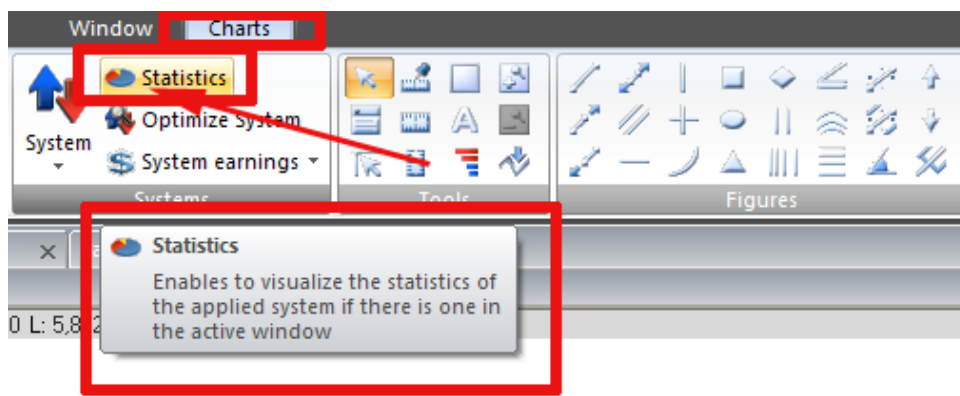 Window Charts
Statistics
Optimize System
System
System earnings
Systems Tools Figures
Statistics
Enables to visualize the statistics of
the applied system if there is one in
the active window
0 L: 5,8